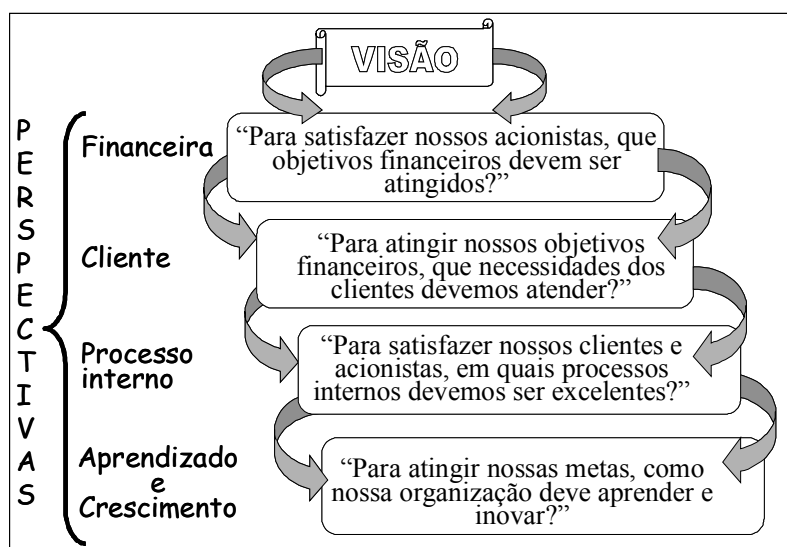 VISÃO
PERSPECTIVAS
Financeira
“Para satisfazer nossos acionistas, que
objetivos financeiros devem ser
atingidos?”
Cliente
“Para atingir nossos objetivos
financeiros, que necessidades dos
clientes devemos atender?”
Processo
interno
“Para satisfazer nossos clientes e
acionistas, em quais processos
internos devemos ser excelentes?”
Aprendizado
e
Crescimento
“Para atingir nossas metas, como
nossa organização deve aprender e
inovar?”